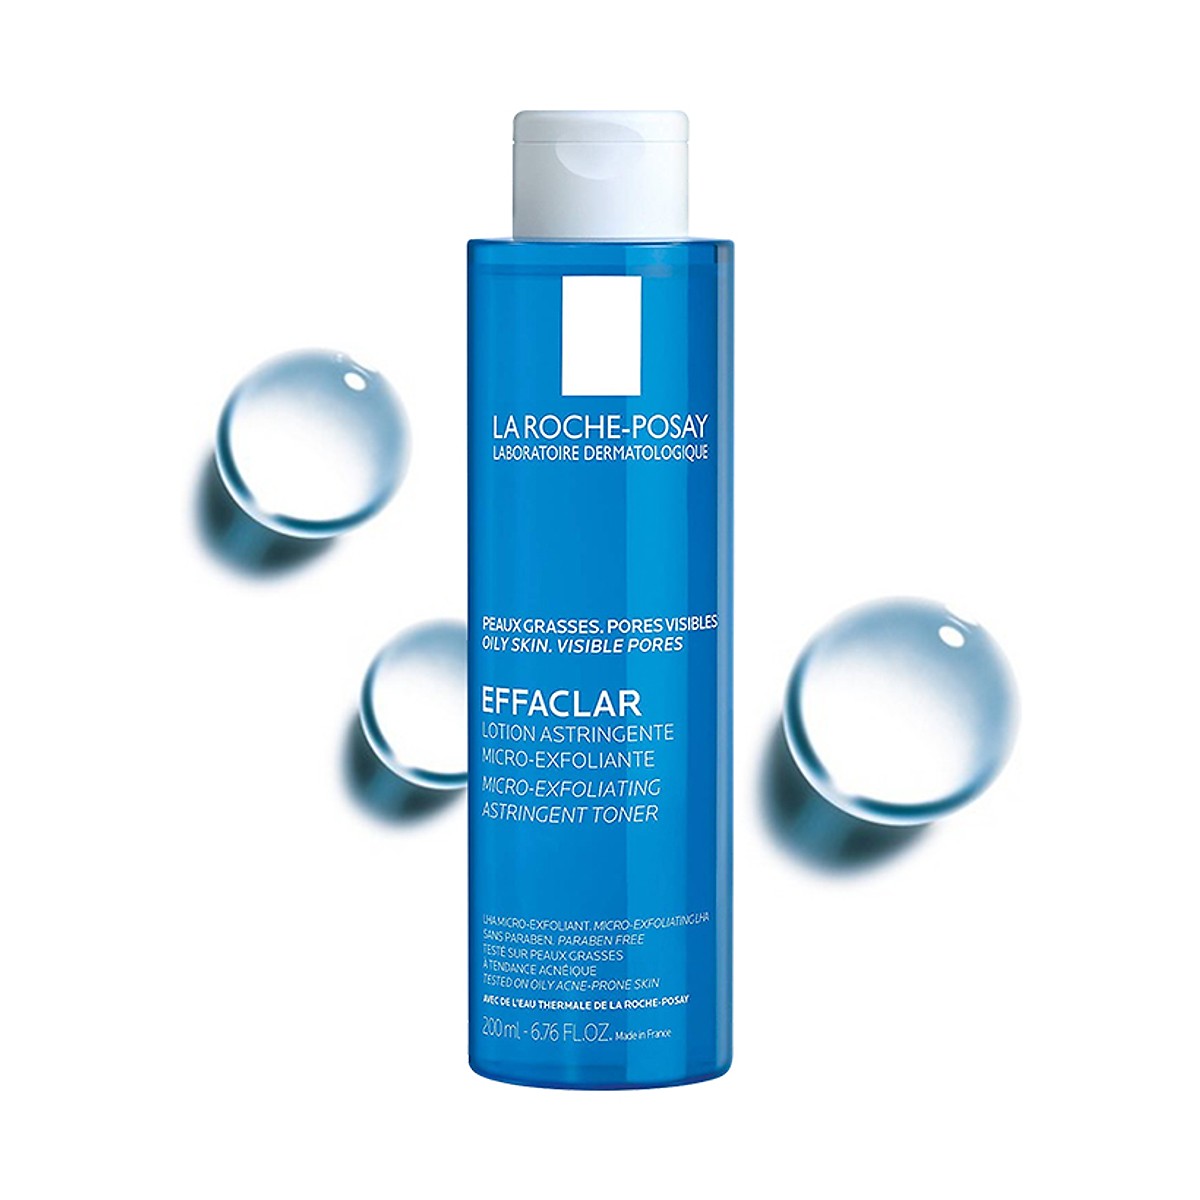 LA ROCHE-POSAY
LABORATOIRE DERMATOLOGIQUE
PEAUX GRASSES. PORES VISIBLES
OILY SKIN. VISIBLE PORES
EFFACLAR
LOTION ASTRINGENTE
MICRO-EXFOLIANTE
MICRO-EXFOLIATING
ASTRINGENT TONER
LHA MICRO-EXFOLIANT. MICRO-EXFOLIATING LHA
SANS PARABEN. PARABEN FREE
TESTÉ SUR PEAUX GRASSES
À TENDANCE ACNÉIQUE
TESTED ON OILY ACNE-PRONE SKIN
AVEC DE L'EAU THERMALE DE LA ROCHE-POSAY
200 ml - 6.76 FL.OZ. Made in France